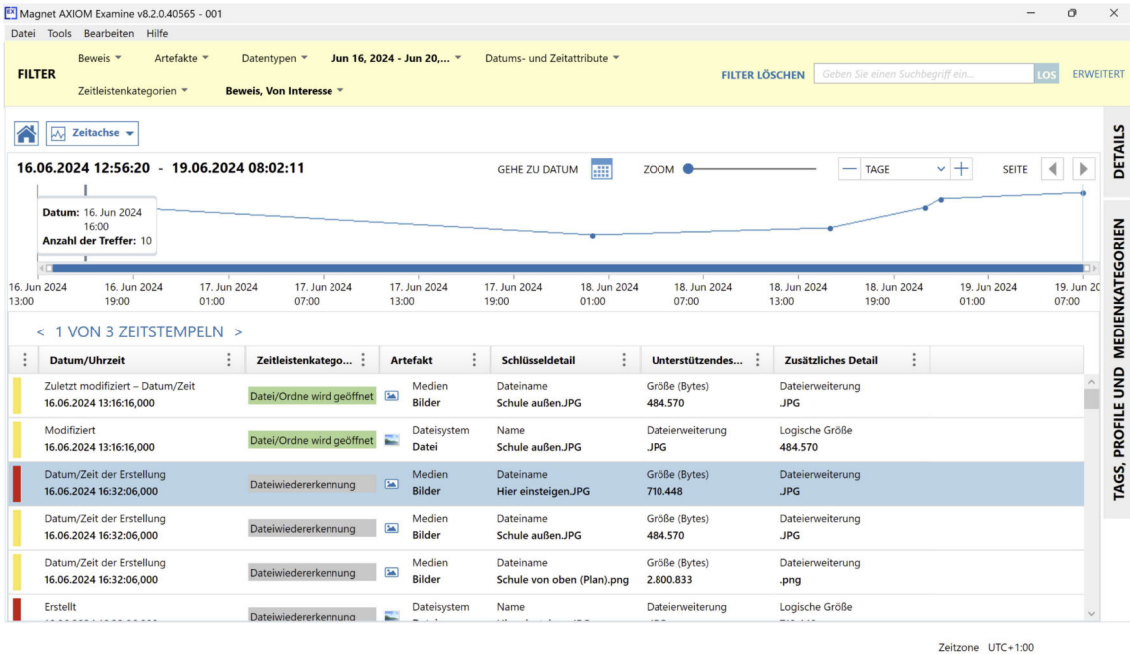 Magnet AXIOM Examine v8.2.0.40565 - 001
Datei Tools Bearbeiten Hilfe
FILTER
Beweis Artefakte Datentypen Jun 16, 2024 - Jun 20,... Datums- und Zeitattribute
Zeitleistenkategorien Beweis, Von Interesse
FILTER LÖSCHEN Geben Sie einen Suchbegriff ein... LOS ERWEITERT
Zeitachse
16.06.2024 12:56:20 - 19.06.2024 08:02:11
GEHE ZU DATUM ZOOM TAGE SEITE
Datum: 16. Jun 2024
16:00
Anzahl der Treffer: 10
16. Jun 2024 16. Jun 2024 17. Jun 2024 17. Jun 2024 17. Jun 2024 17. Jun 2024 18. Jun 2024 18. Jun 2024 18. Jun 2024 18. Jun 2024 19. Jun 2024 19. Jun 20
13:00 19:00 01:00 07:00 13:00 19:00 01:00 07:00 13:00 19:00 01:00 07:00
< 1 VON 3 ZEITSTEMPELN >
Datum/Uhrzeit Zeitleistenkatego... Artefakt Schlüsseldetail Unterstützendes... Zusätzliches Detail
Zuletzt modifiziert – Datum/Zeit Medien Dateiname Größe (Bytes) Dateierweiterung
16.06.2024 13:16:16,000 Datei/Ordne wird geöffnet Bilder Schule außen.JPG 484.570 .JPG
Modifiziert Dateisystem Name Dateierweiterung Logische Größe
16.06.2024 13:16:16,000 Datei/Ordne wird geöffnet Datei Schule außen.JPG .JPG 484.570
Datum/Zeit der Erstellung Medien Dateiname Größe (Bytes) Dateierweiterung
16.06.2024 16:32:06,000 Dateiwiedererkennung Bilder Hier einsteigen.JPG 710.448 .JPG
Datum/Zeit der Erstellung Medien Dateiname Größe (Bytes) Dateierweiterung
16.06.2024 16:32:06,000 Dateiwiedererkennung Bilder Schule außen.JPG 484.570 .JPG
Datum/Zeit der Erstellung Medien Dateiname Größe (Bytes) Dateierweiterung
16.06.2024 16:32:06,000 Dateiwiedererkennung Bilder Schule von oben (Plan).png 2.800.833 .png
Erstellt Dateisystem Name Dateierweiterung Logische Größe
Dateiwiedererkennung
DETAILS
TAGS, PROFILE UND MEDIENKATEGORIEN
Zeitzone UTC+1:00